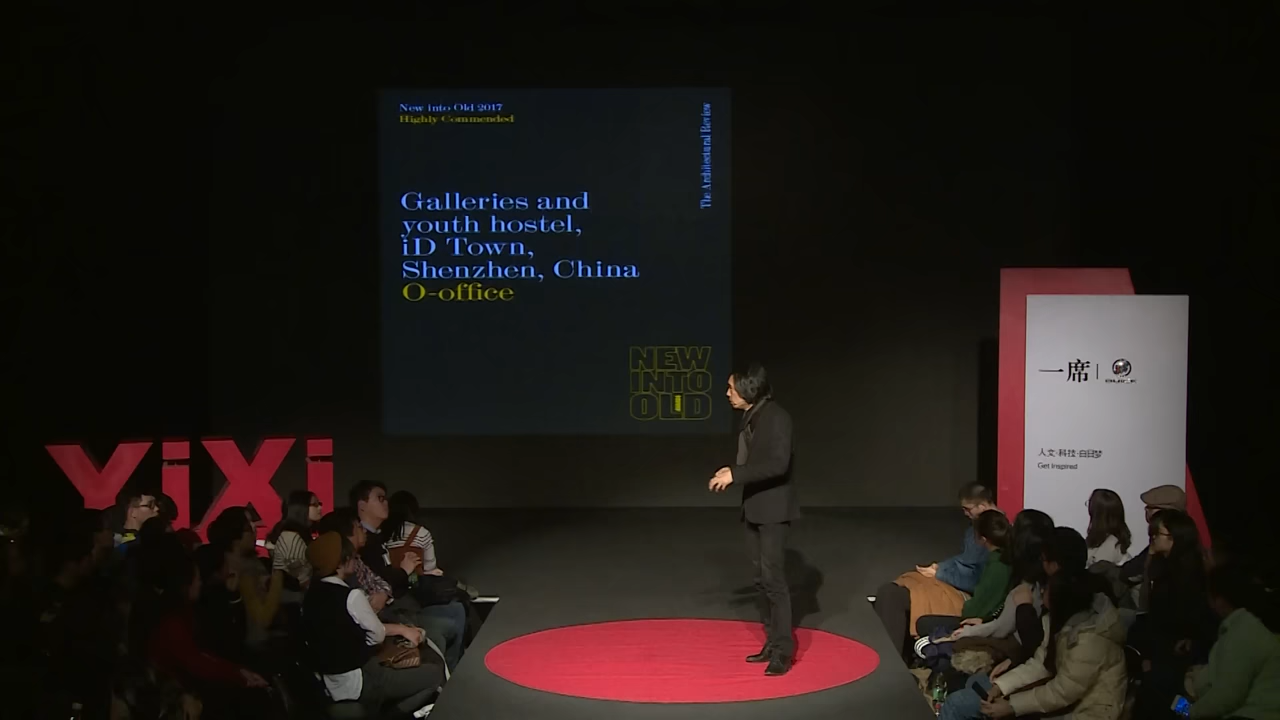 New into Old 2017
Highly Commended
The Architectural Review
Galleries and
youth hostel,
iD Town,
Shenzhen, China
O-office
NEW
INTO
OLD
YiXi
一席
BUICK
人文·科技·白日梦
Get Inspired